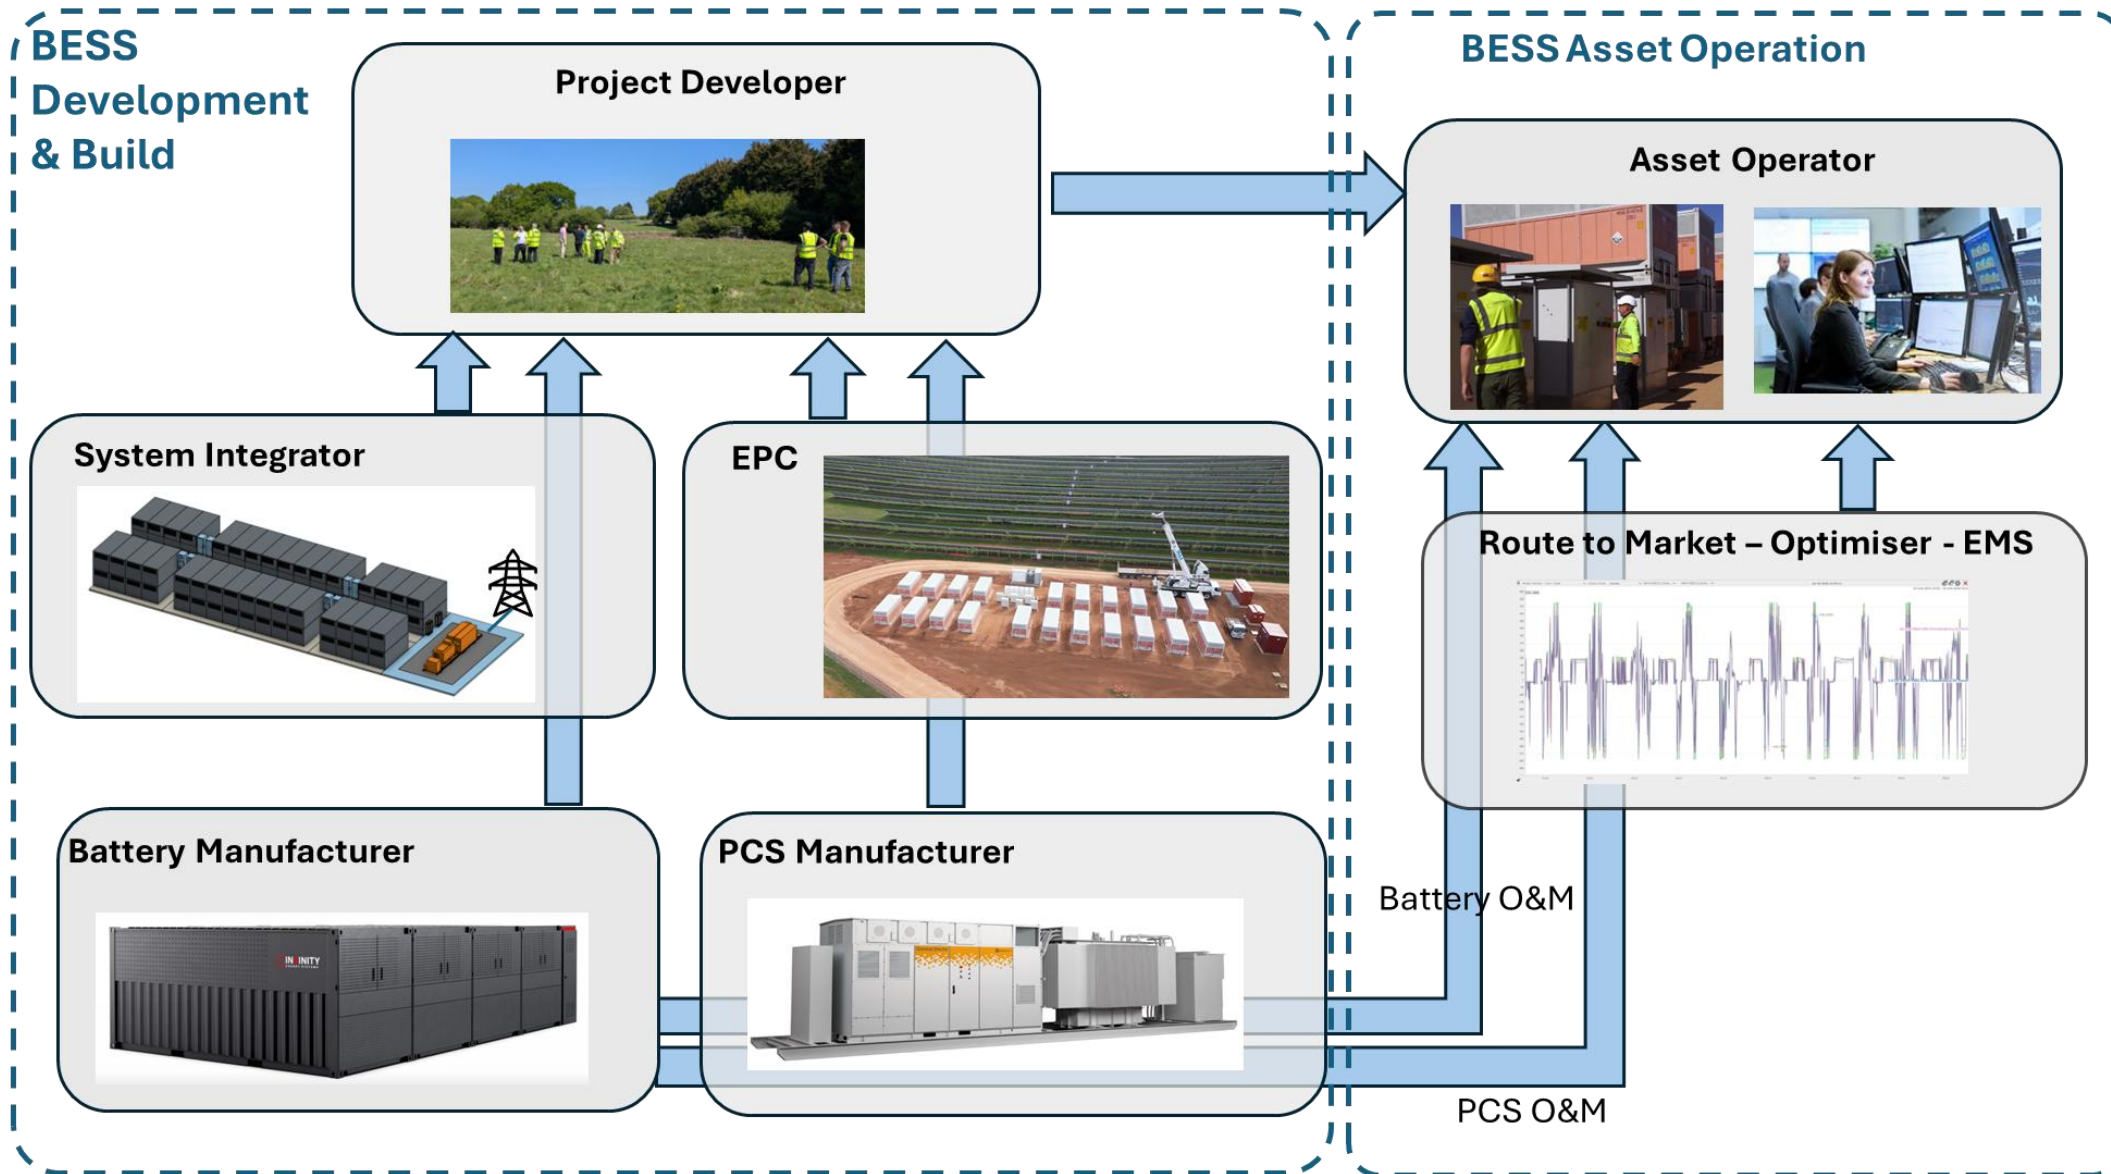 BESS
Development
& Build
Project Developer
BESS Asset Operation
Asset Operator
System Integrator
EPC
Route to Market – Optimiser - EMS
Battery Manufacturer
INFINITY
PCS Manufacturer
Battery O&M
PCS O&M